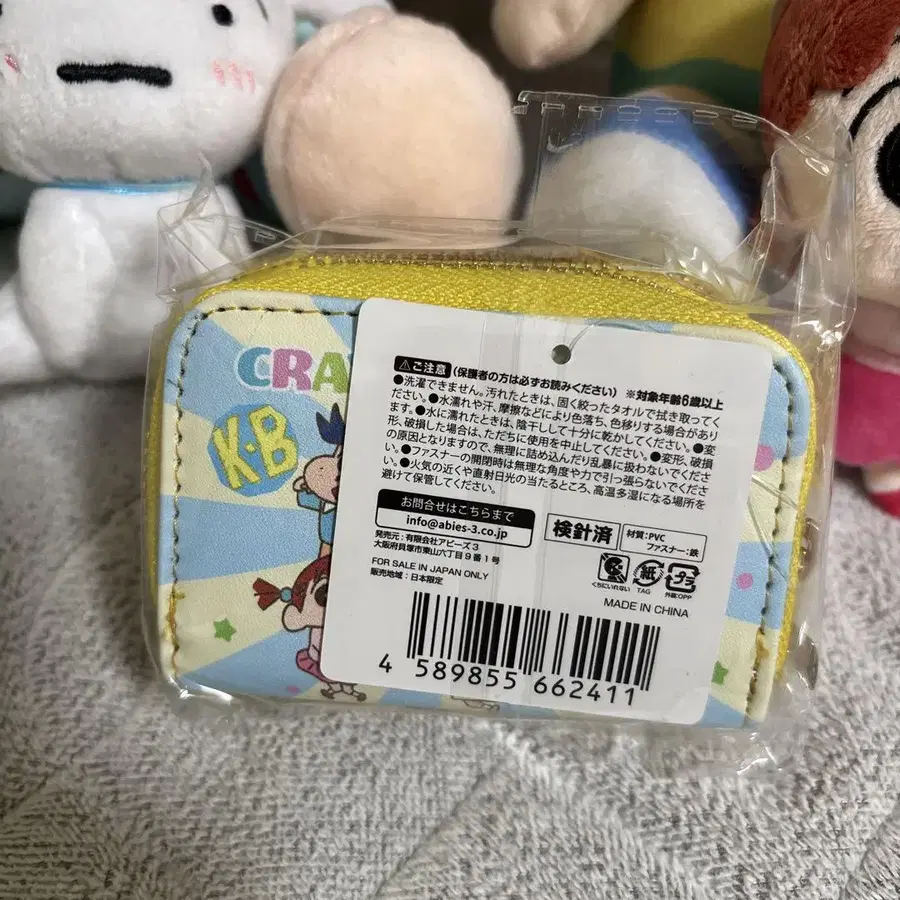 CRA
K・B
⚠ご注意 (保護者の方は必ずお読みください) ※対象年齢6歳以上
●洗濯できません。汚れたときは、固く絞ったタオルで拭き取ってく
ださい。●水濡れや汗、摩擦などにより色落ち、色移りする場合があり
ます。●水に濡れたときは、陰干しして十分に乾かしてください。●変
形、破損した場合は、ただちに使用を中止してください。●変形、破損
の原因となりますので、無理に詰め込んだり乱暴に扱わないでくださ
い。●ファスナーの開閉時は無理な角度や力で引っ張らないでくださ
い。●火気の近くや直射日光の当たるところ、高温多湿になる場所を
避けて保管してください。
お問合せはこちらまで
info@abies-3.co.jp
発売元:有限会社アビーズ3
大阪府貝塚市東山六丁目9番1号
FOR SALE IN JAPAN ONLY
販売地域:日本限定
検針済
材質:PVC
ファスナー:鉄
くちにいれない
紙
TAG
プラ
外装:OPP
MADE IN CHINA
4 589855 662411